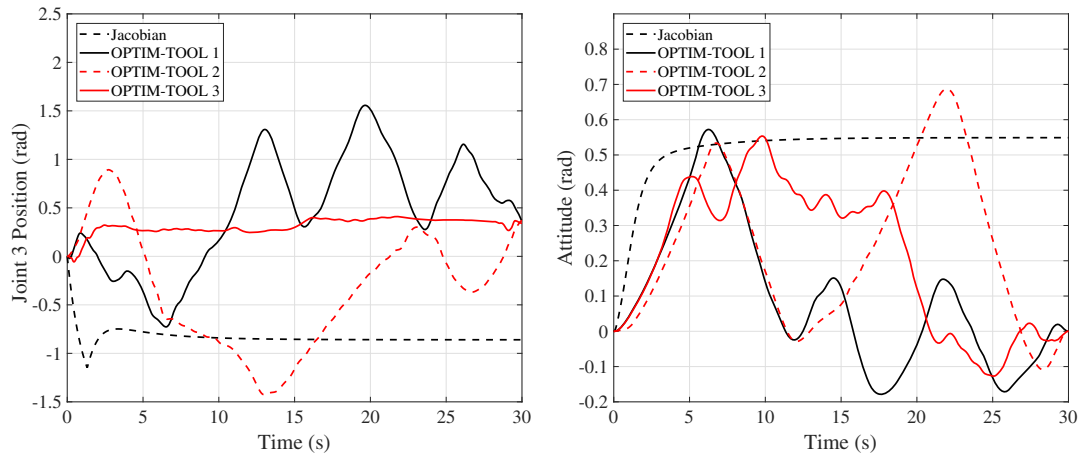 2.5
2
1.5
1
0.5
0
-0.5
-1
-1.5
Joint 3 Position (rad)
Jacobian
OPTIM-TOOL 1
OPTIM-TOOL 2
OPTIM-TOOL 3
0 5 10 15 20 25 30
Time (s)
0.9
0.8
0.7
0.6
0.5
0.4
0.3
0.2
0.1
0
-0.1
-0.2
Attitude (rad)
Jacobian
OPTIM-TOOL 1
OPTIM-TOOL 2
OPTIM-TOOL 3
0 5 10 15 20 25 30
Time (s)